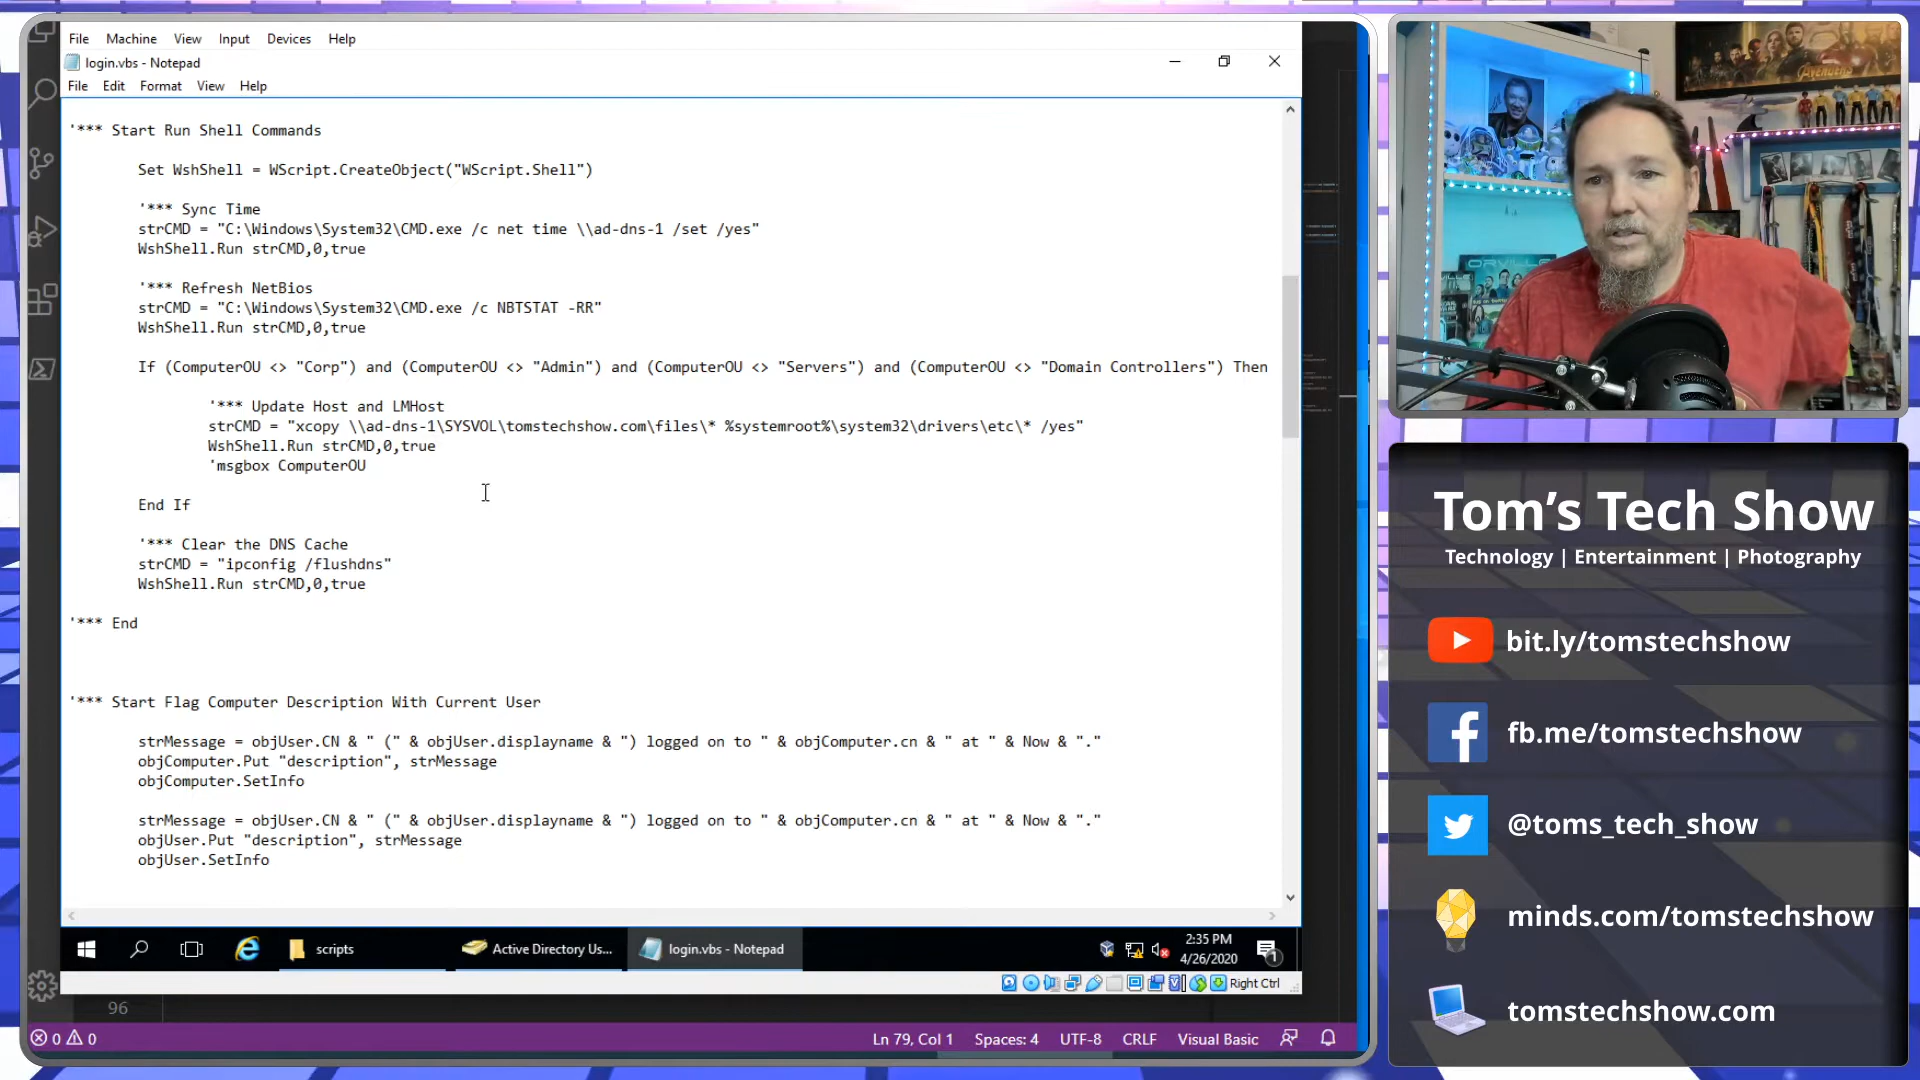 File Machine View Input Devices Help
login.vbs - Notepad
File Edit Format View Help
'*** Start Run Shell Commands
Set WshShell = WScript.CreateObject("WScript.Shell")
'*** Sync Time
strCMD = "C:\Windows\System32\CMD.exe /c net time \\ad-dns-1 /set /yes"
WshShell.Run strCMD,0,true
'*** Refresh NetBios
strCMD = "C:\Windows\System32\CMD.exe /c NBTSTAT -RR"
WshShell.Run strCMD,0,true
If (ComputerOU <> "Corp") and (ComputerOU <> "Admin") and (ComputerOU <> "Servers") and (ComputerOU <> "Domain Controllers") Then
'*** Update Host and LMHost
strCMD = "xcopy \\ad-dns-1\SYSVOL\tomstechshow.com\files\* %systemroot%\system32\drivers\etc\* /yes"
WshShell.Run strCMD,0,true
'msgbox ComputerOU
End If
'*** Clear the DNS Cache
strCMD = "ipconfig /flushdns"
WshShell.Run strCMD,0,true
'*** End
'*** Start Flag Computer Description With Current User
strMessage = objUser.CN & " (" & objUser.displayname & ") logged on to " & objComputer.cn & " at " & Now & "."
objComputer.Put "description", strMessage
objComputer.SetInfo
strMessage = objUser.CN & " (" & objUser.displayname & ") logged on to " & objComputer.cn & " at " & Now & "."
objUser.Put "description", strMessage
objUser.SetInfo
scripts
Active Directory Us...
login.vbs - Notepad
2:35 PM
4/26/2020
1
Right Ctrl
96
0 0
Ln 79, Col 1 Spaces: 4 UTF-8 CRLF Visual Basic
AVENGERS
ORVILLE
Tom's Tech Show
Technology | Entertainment | Photography
bit.ly/tomstechshow
fb.me/tomstechshow
@toms_tech_show
minds.com/tomstechshow
tomstechshow.com